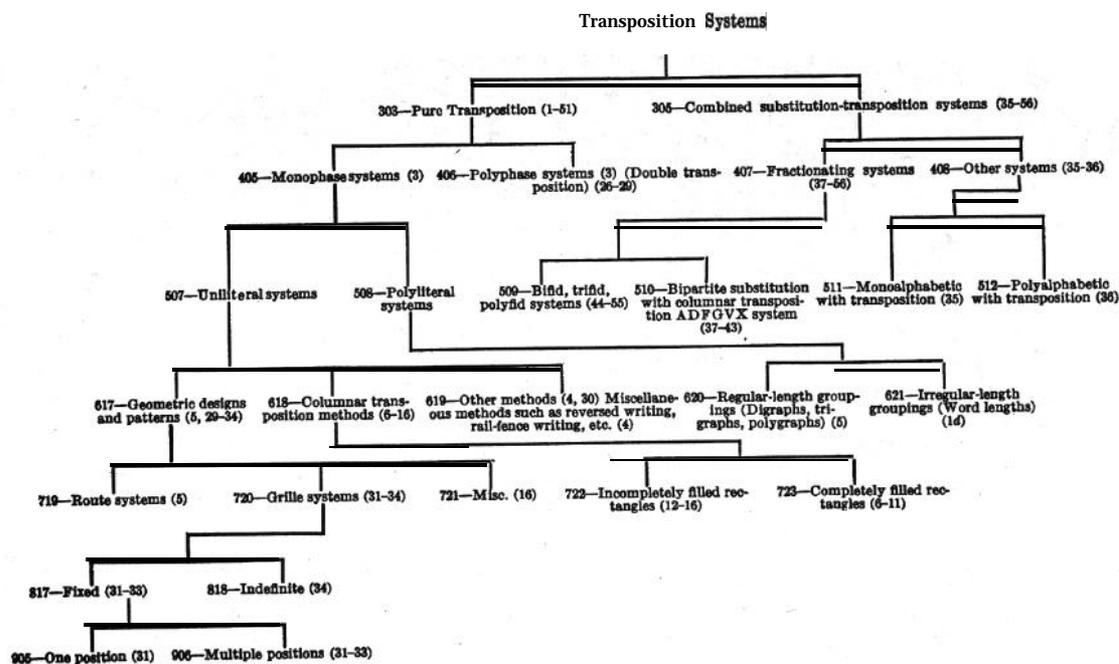 Transposition Systems
303—Pure Transposition (1-51)
305—Combined substitution-transposition systems (35-56)
405—Monophase systems (3)
406—Polyphase systems (3) (Double trans-
position) (26-29)
407—Fractionating systems
(37-56)
408—Other systems (35-36)
507—Uniliteral systems
508—Polyliteral
systems
509—Bifid, trifid,
polyfid systems (44-55)
510—Bipartite substitution
with columnar transposi-
tion ADFGVX system
(37-43)
511—Monoalphabetic
with transposition (35)
512—Polyalphabetic
with transposition (36)
617—Geometric designs
and patterns (5, 29-34)
618—Columnar trans-
position methods (6-16)
619—Other methods (4, 30) Miscellane-
ous methods such as reversed writing,
rail-fence writing, etc. (4)
620—Regular-length group-
ings (Digraphs, tri-
graphs, polygraphs) (5)
621—Irregular-length
groupings (Word lengths)
(1d)
719—Route systems (5)
720—Grille systems (31-34)
721—Misc. (16)
722—Incompletely filled rec-
tangles (12-16)
723—Completely filled rec-
tangles (6-11)
817—Fixed (31-33)
818—Indefinite (34)
905—One position (31)
906—Multiple positions (31-33)